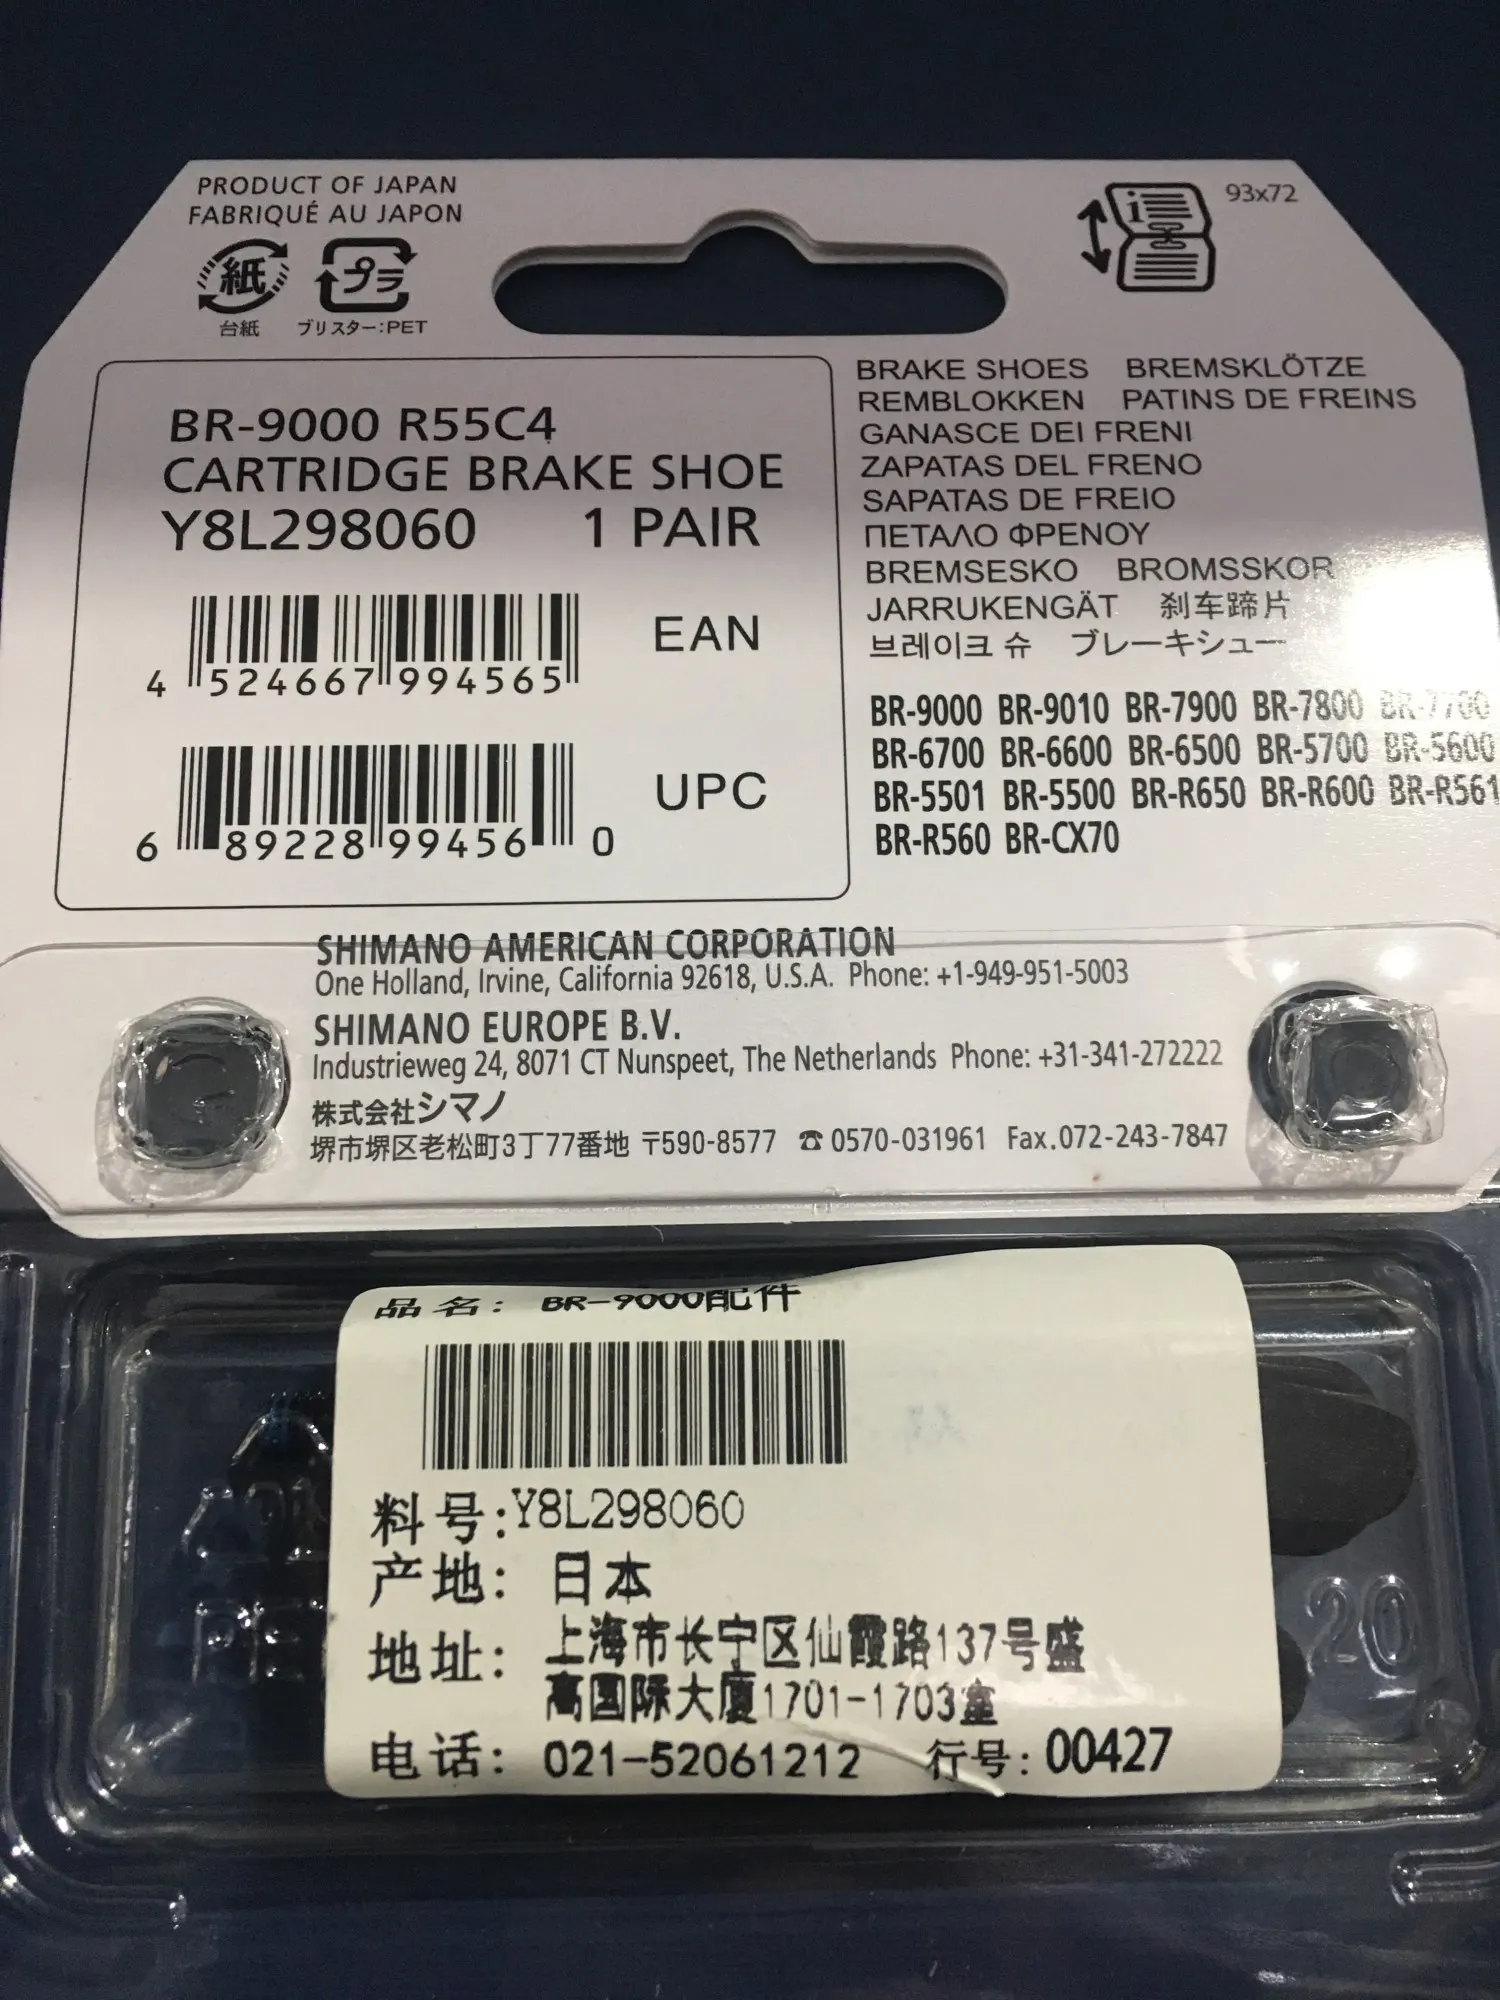 PRODUCT OF JAPAN
FABRIQUÉ AU JAPON
紙
プラ
台紙 ブリスター:PET
i
93x72
BR-9000 R55C4
CARTRIDGE BRAKE SHOE
Y8L298060 1 PAIR
EAN
4 524667 994565
UPC
6 89228 99456 0
BRAKE SHOES BREMSKLÖTZE
REMBLOKKEN PATINS DE FREINS
GANASCE DEI FRENI
ZAPATAS DEL FRENO
SAPATAS DE FREIO
ΠΕΤΑΛΟ ΦΡΕΝΟΥ
BREMSESKO BROMSSKOR
JARRUKENGÄT 刹车蹄片
브레이크 슈 ブレーキシュー
BR-9000 BR-9010 BR-7900 BR-7800 BR-7700
BR-6700 BR-6600 BR-6500 BR-5700 BR-5600
BR-5501 BR-5500 BR-R650 BR-R600 BR-R561
BR-R560 BR-CX70
SHIMANO AMERICAN CORPORATION
One Holland, Irvine, California 92618, U.S.A. Phone: +1-949-951-5003
SHIMANO EUROPE B.V.
Industrieweg 24, 8071 CT Nunspeet, The Netherlands Phone: +31-341-272222
株式会社シマノ
堺市堺区老松町3丁77番地 〒590-8577 ☎ 0570-031961 Fax.072-243-7847
品名: BR-9000配件
料号:Y8L298060
产地: 日本
地址: 上海市长宁区仙霞路137号盛
高国际大厦1701-1703室
电话: 021-52061212 行号: 00427
20